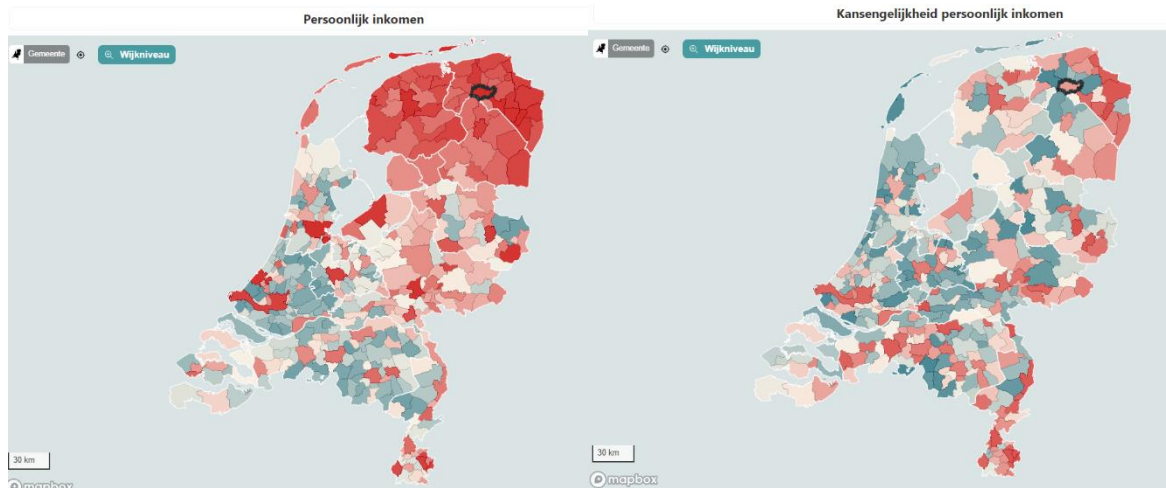 Persoonlijk inkomen
Gemeente
Wijkniveau
30 km
mapbox
Kansengelijkheid persoonlijk inkomen
Gemeente
Wijkniveau
30 km
mapbox